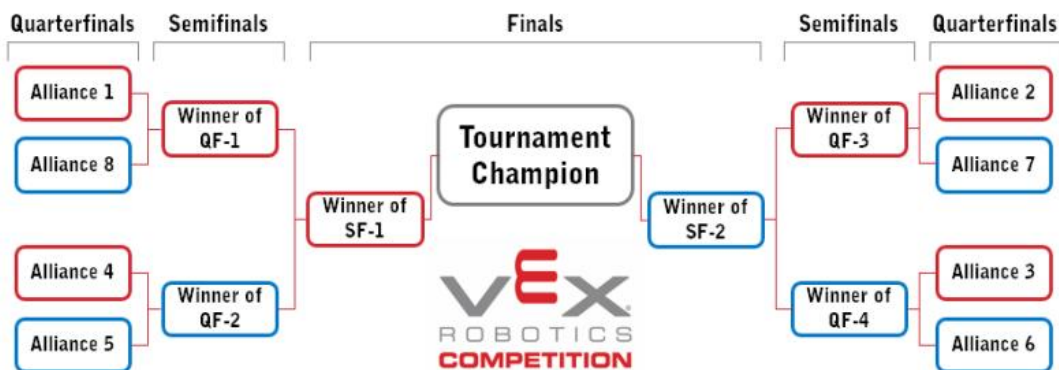 Quarterfinals
Semifinals
Finals
Semifinals
Quarterfinals
Alliance 1
Alliance 8
Alliance 4
Alliance 5
Winner of
QF-1
Winner of
QF-2
Winner of
SF-1
Tournament
Champion
Winner of
SF-2
Winner of
QF-3
Winner of
QF-4
Alliance 2
Alliance 7
Alliance 3
Alliance 6
VEX
ROBOTICS
COMPETITION